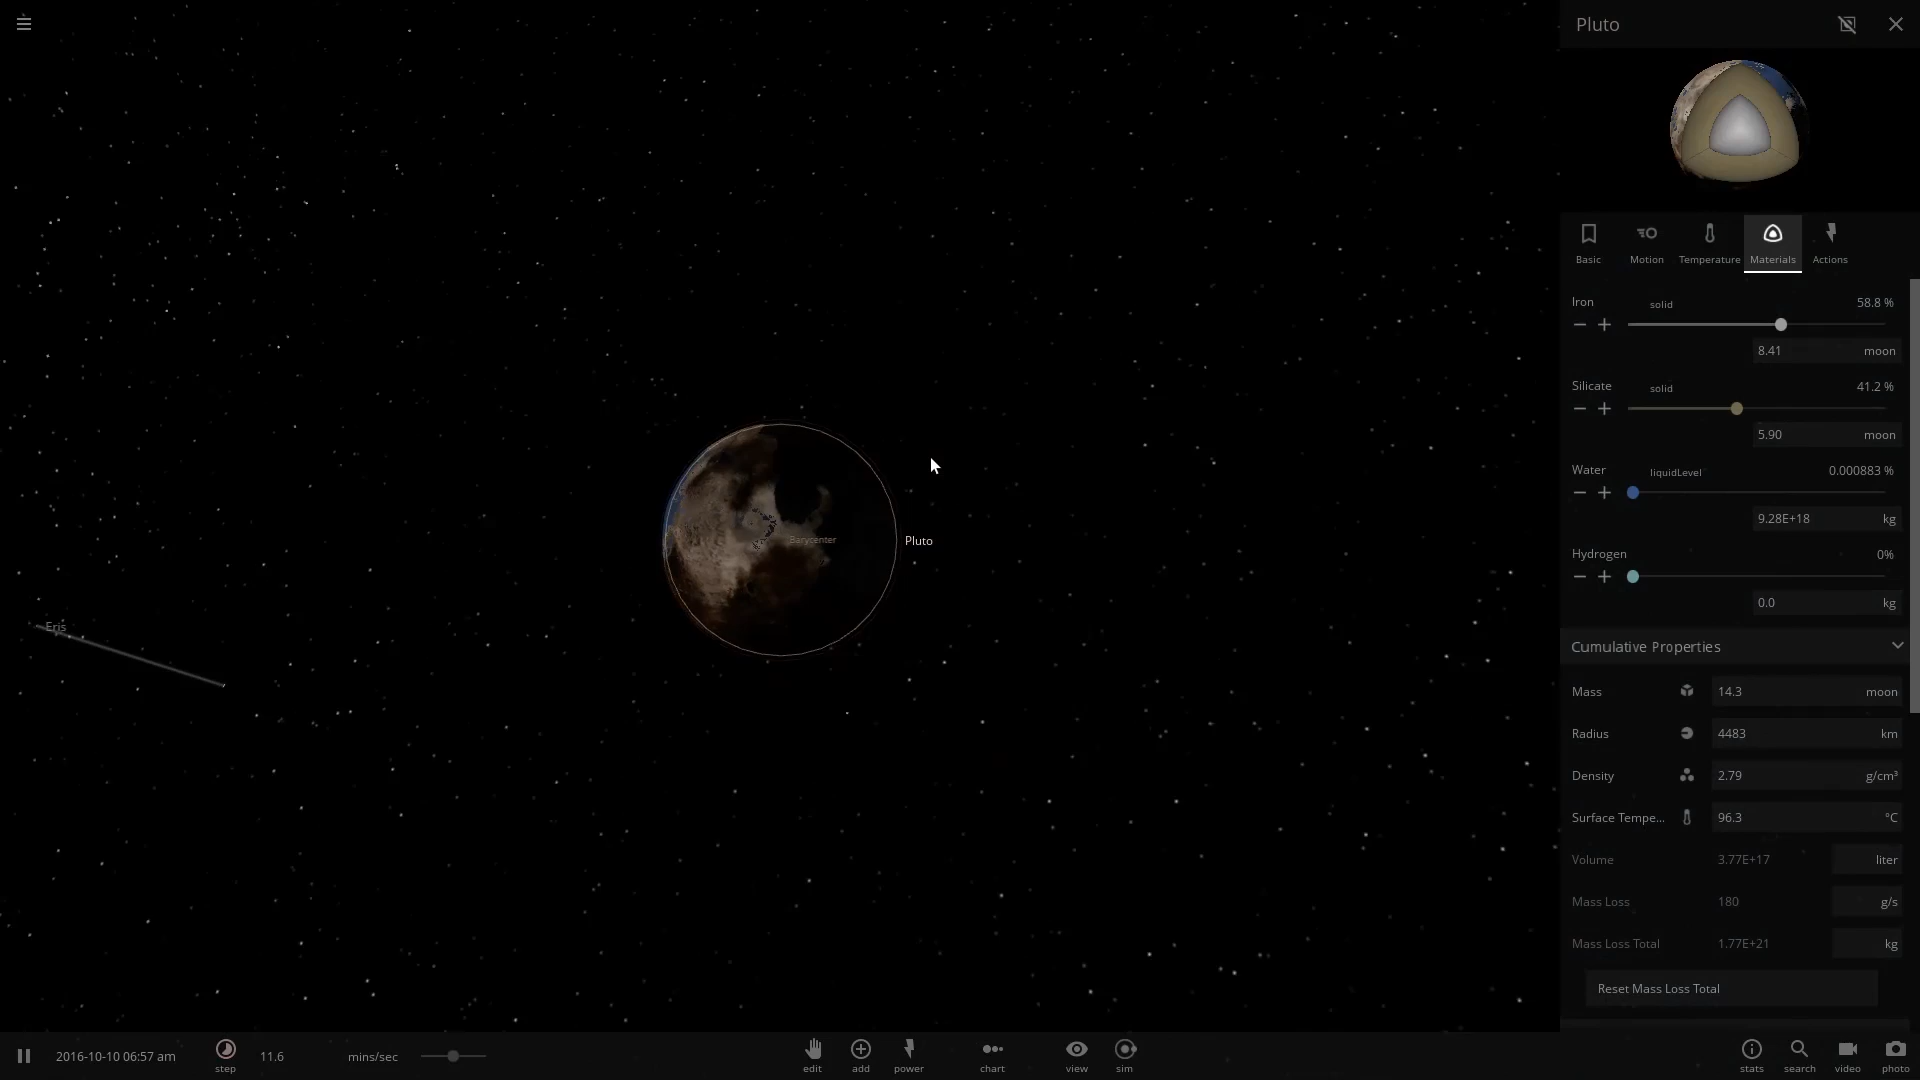 Pluto
Basic
Motion
Temperature
Materials
Actions
Iron solid 58.8 %
8.41 moon
Silicate solid 41.2 %
5.90 moon
Water liquidLevel 0.000883 %
9.28E+18 kg
Hydrogen 0%
0.0 kg
Cumulative Properties
Mass 14.3 moon
Radius 4483 km
Density 2.79 g/cm³
Surface Tempe... 96.3 °C
Volume 3.77E+17 liter
Mass Loss 180 g/s
Mass Loss Total 1.77E+21 kg
Reset Mass Loss Total
Barycenter
Pluto
Eris
2016-10-10 06:57 am
step
11.6 mins/sec
edit
add
power
chart
view
sim
stats
search
video
photo